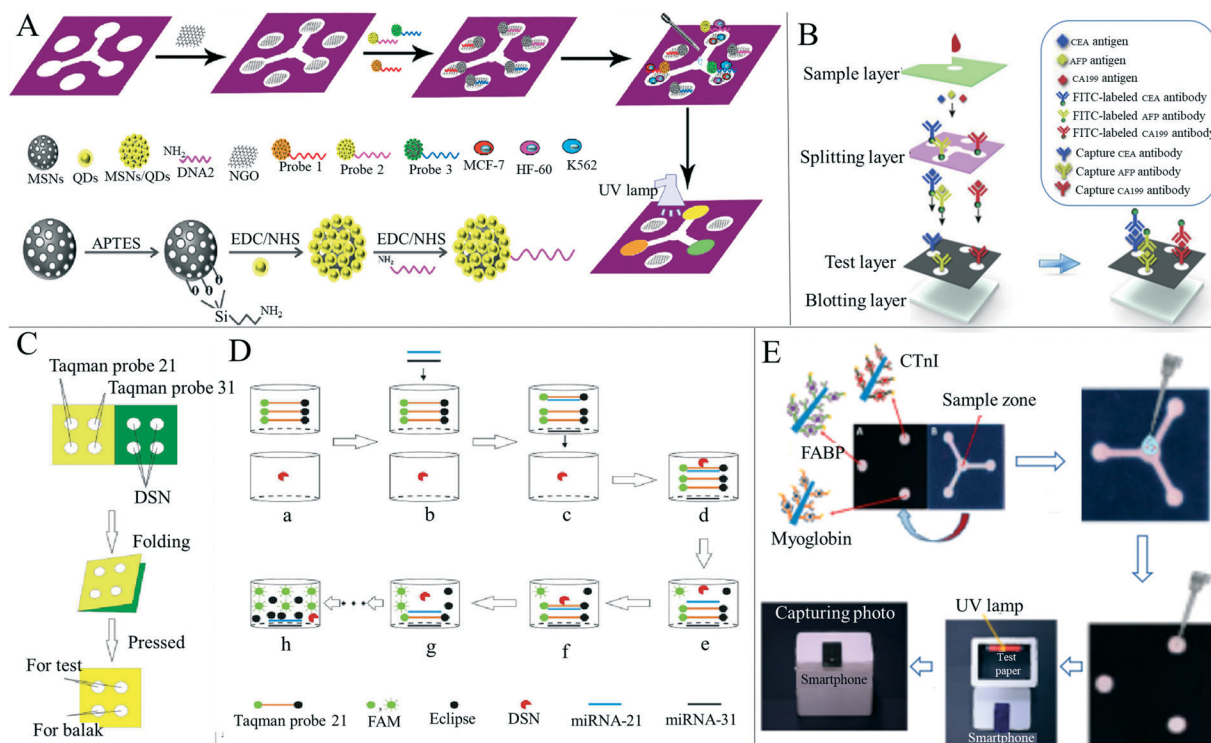 A
NH₂
MSNs
QDs
MSNs/QDs
DNA2
NGO
Probe 1
Probe 2
Probe 3
MCF-7
HF-60
K562
UV lamp
APTES
EDC/NHS
EDC/NHS
NH₂
O
O
O
Si
NH₂
B
Sample layer
Splitting layer
Test layer
Blotting layer
CEA antigen
AFP antigen
CA199 antigen
FITC-labeled CEA antibody
FITC-labeled AFP antibody
FITC-labeled CA199 antibody
Capture CEA antibody
Capture AFP antibody
Capture CA199 antibody
C
Taqman probe 21
Taqman probe 31
DSN
Folding
Pressed
For test
For balak
D
a
b
c
d
h
g
f
e
Taqman probe 21
FAM
Eclipse
DSN
miRNA-21
miRNA-31
E
CTnI
Sample zone
A
B
FABP
Myoglobin
Capturing photo
Smartphone
UV lamp
Test
paper
Smartphone